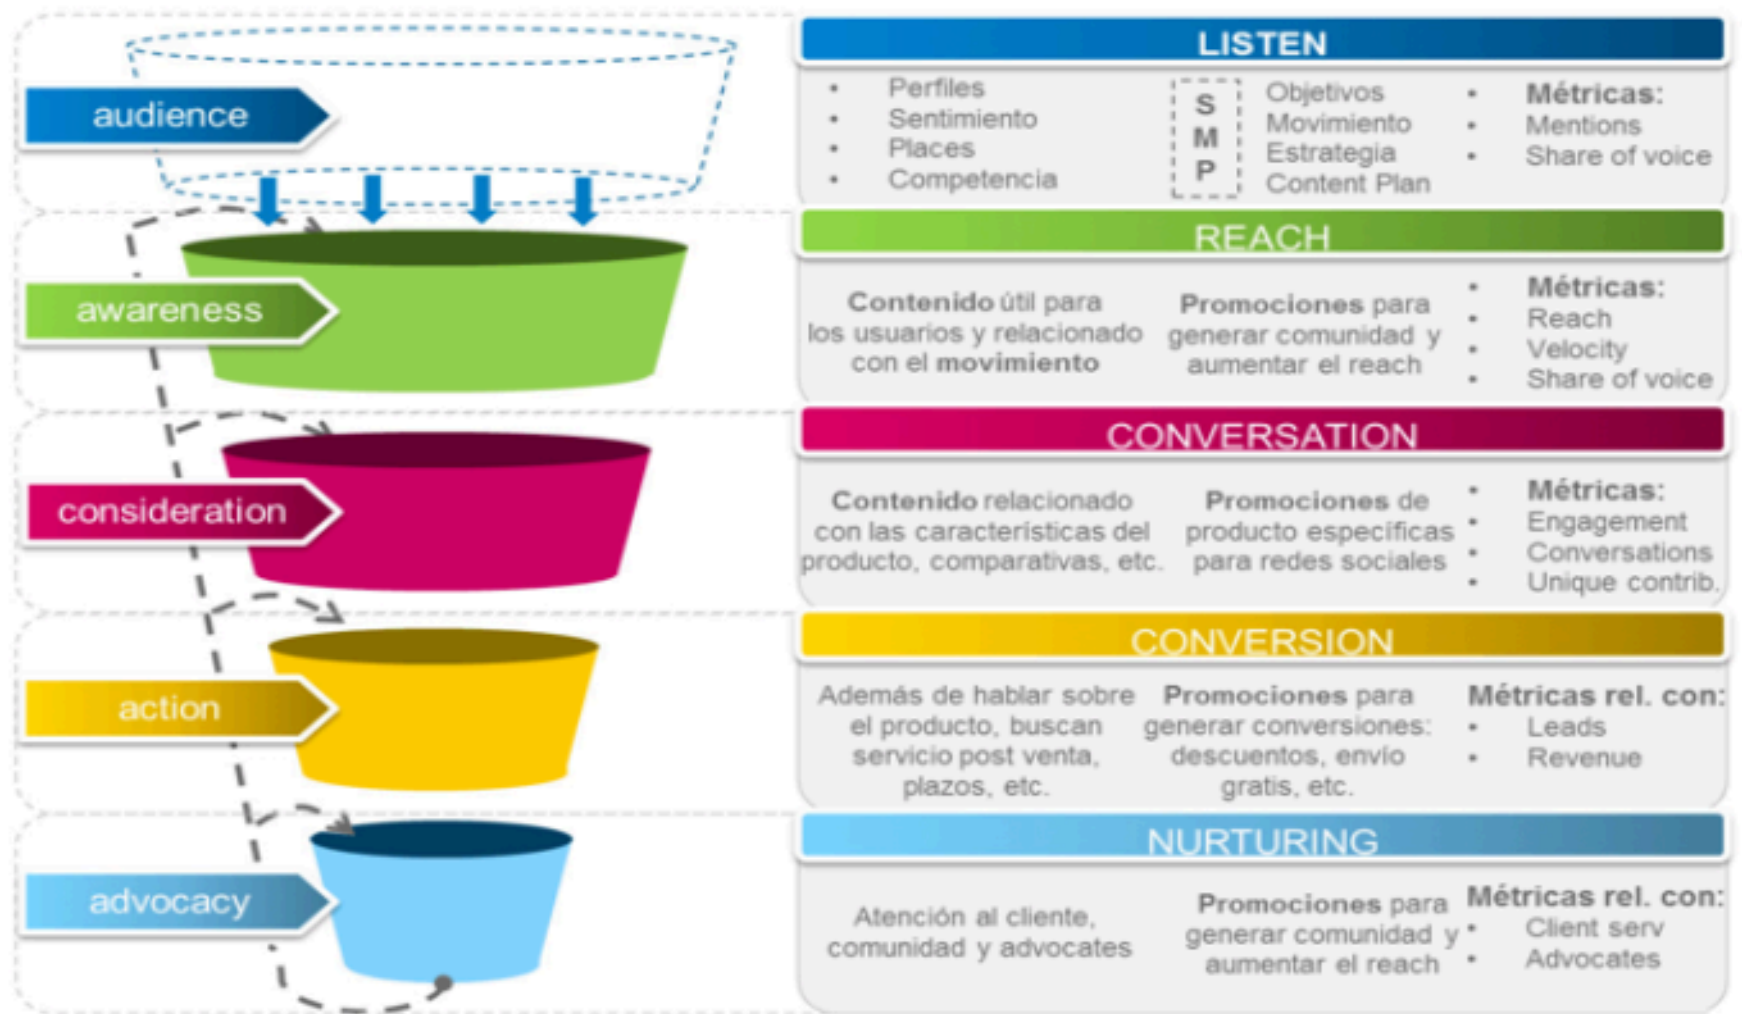 audience
LISTEN
• Perfiles
• Sentimiento
• Places
• Competencia
S
M
P
Objetivos
Movimiento
Estrategia
Content Plan
• Métricas:
• Mentions
• Share of voice
awareness
REACH
Contenido útil para
los usuarios y relacionado
con el movimiento
Promociones para
generar comunidad y
aumentar el reach
• Métricas:
• Reach
• Velocity
• Share of voice
consideration
CONVERSATION
Contenido relacionado
con las características del
producto, comparativas, etc.
Promociones de
producto específicas
para redes sociales
• Métricas:
• Engagement
• Conversations
• Unique contrib.
action
CONVERSION
Además de hablar sobre
el producto, buscan
servicio post venta,
plazos, etc.
Promociones para
generar conversiones:
descuentos, envío
gratis, etc.
Métricas rel. con:
• Leads
• Revenue
advocacy
NURTURING
Atención al cliente,
comunidad y advocates
Promociones para
generar comunidad y
aumentar el reach
Métricas rel. con:
• Client serv
• Advocates